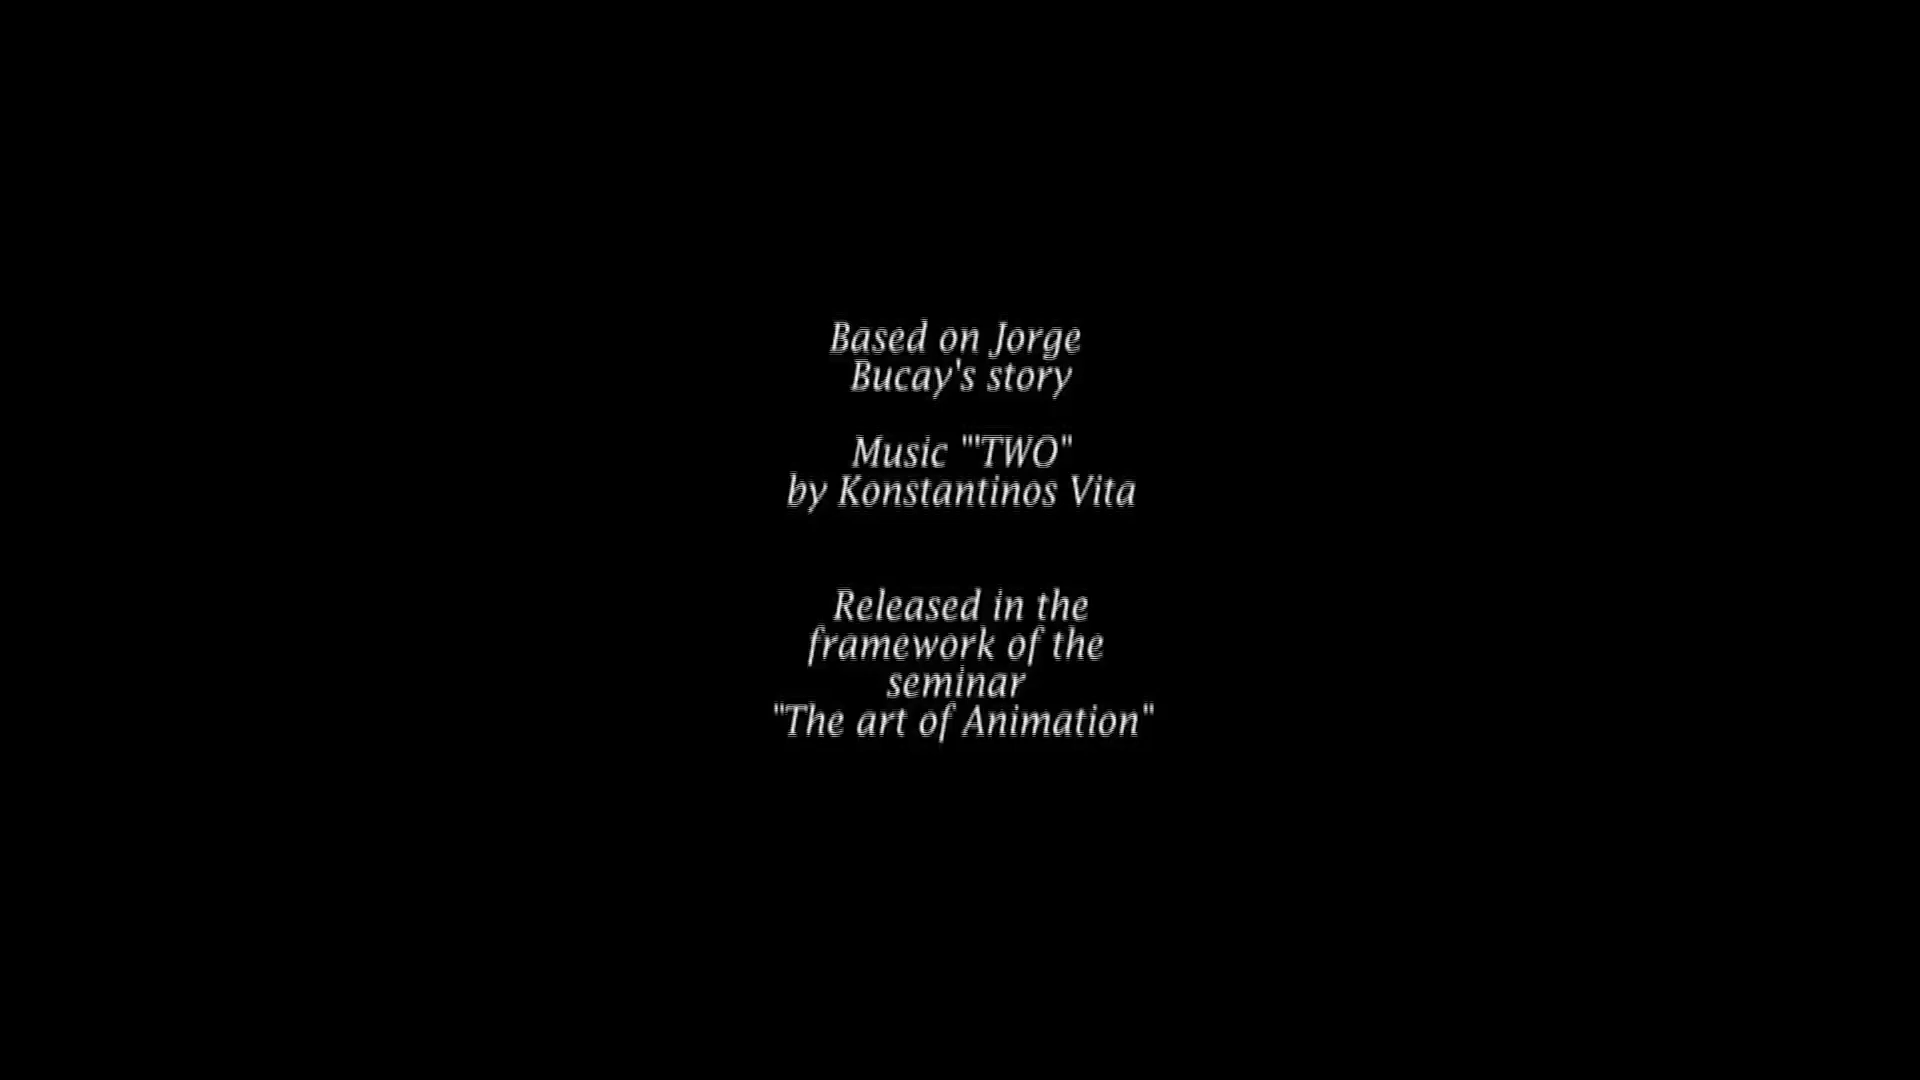 Based on Jorge
Bucay's story
Music "'TWO"
by Konstantinos Vita
Released in the
framework of the
seminar
"The art of Animation"